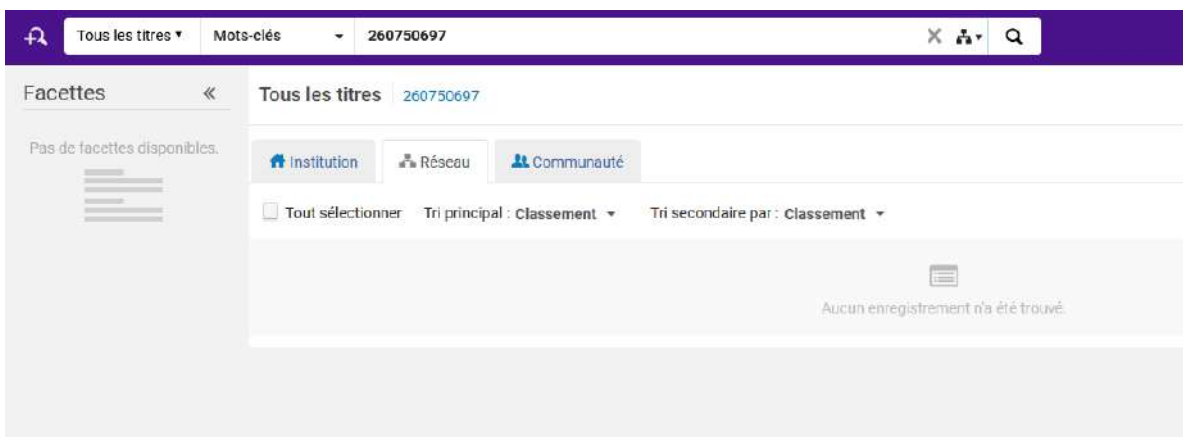 Tous les titres Mots-clés 260750697
Facettes «
Tous les titres 260750697
Pas de facettes disponibles.
Institution Réseau Communauté
Tout sélectionner Tri principal : Classement Tri secondaire par : Classement
Aucun enregistrement n'a été trouvé.